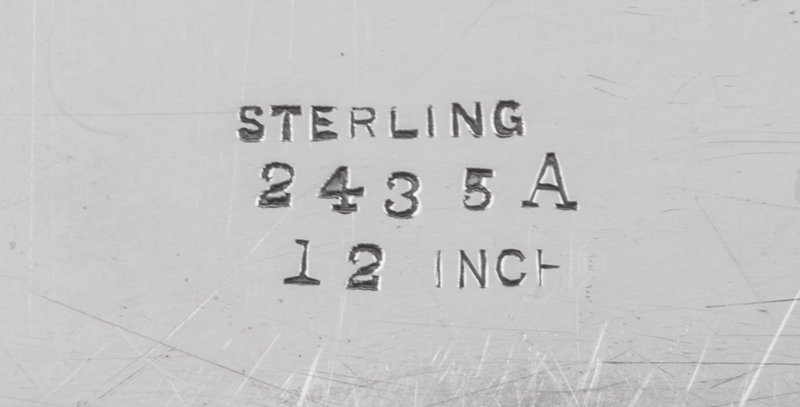 STERLING
2435A
12 INCH